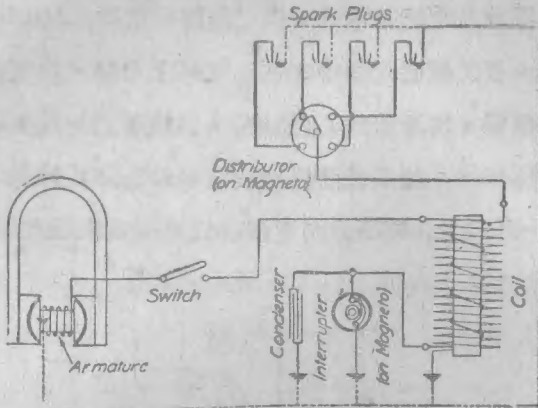 Spark Plugs
Distributor
(on Magneto)
Switch
Armature
Condenser
Interrupter
(on Magneto)
Coil